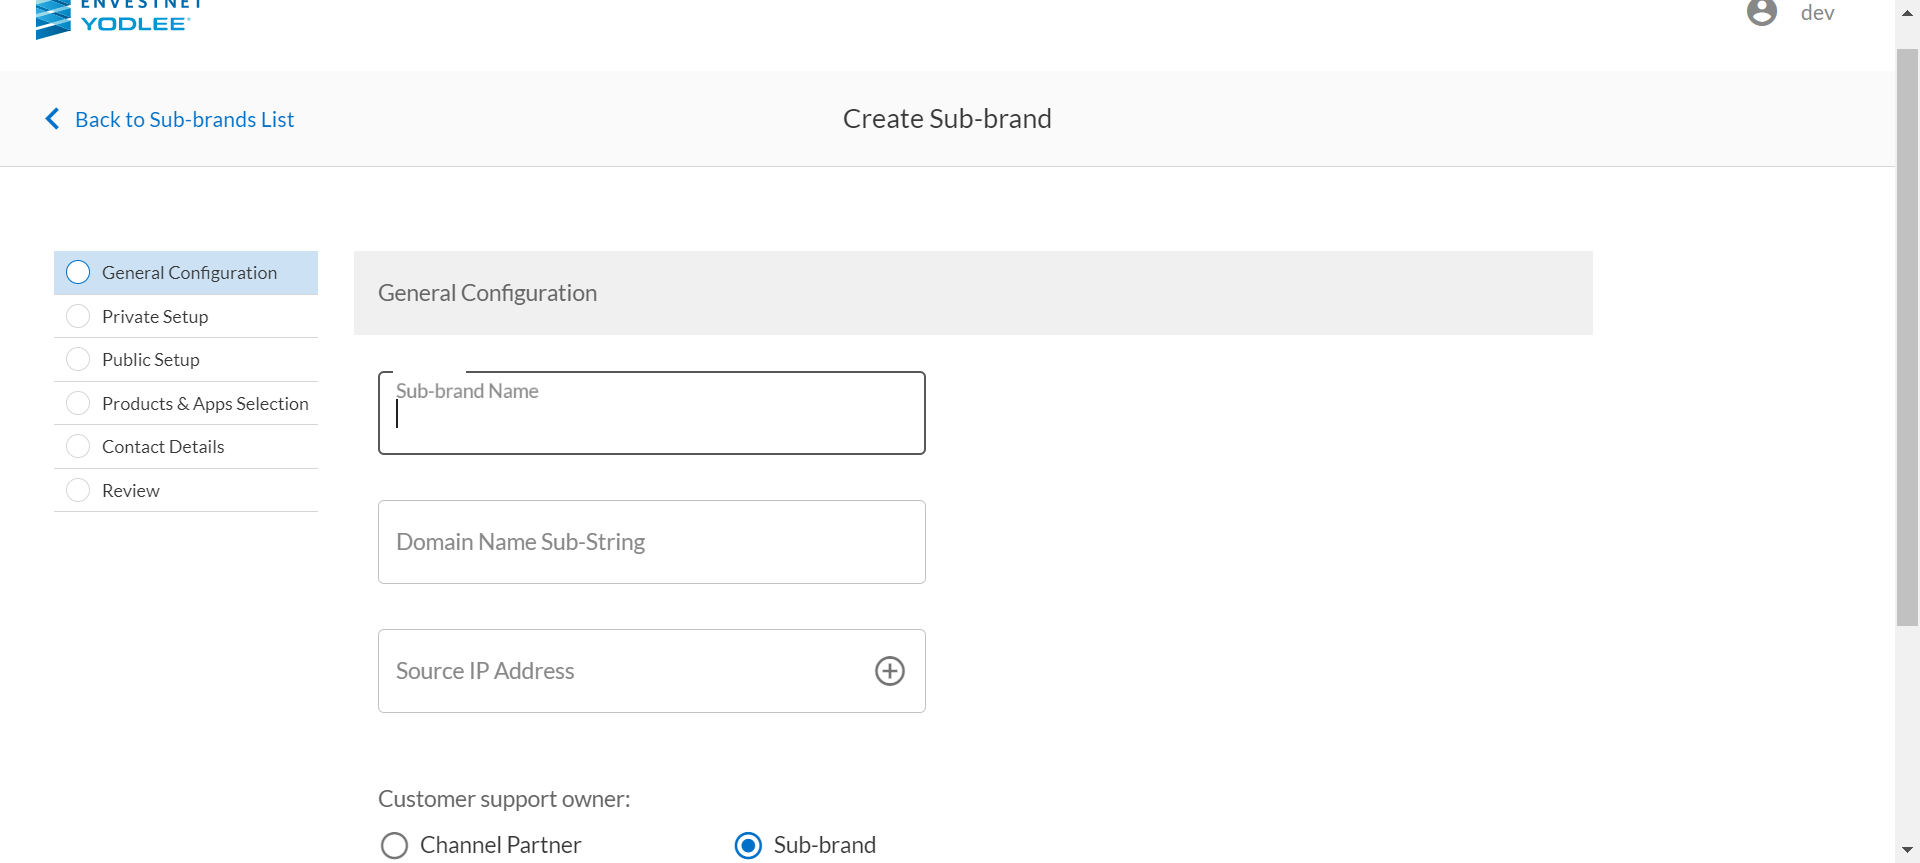 ENVESTNET
YODLEE
dev
Back to Sub-brands List
Create Sub-brand
General Configuration
Private Setup
Public Setup
Products & Apps Selection
Contact Details
Review
General Configuration
Sub-brand Name
Domain Name Sub-String
Source IP Address
Customer support owner:
Channel Partner
Sub-brand